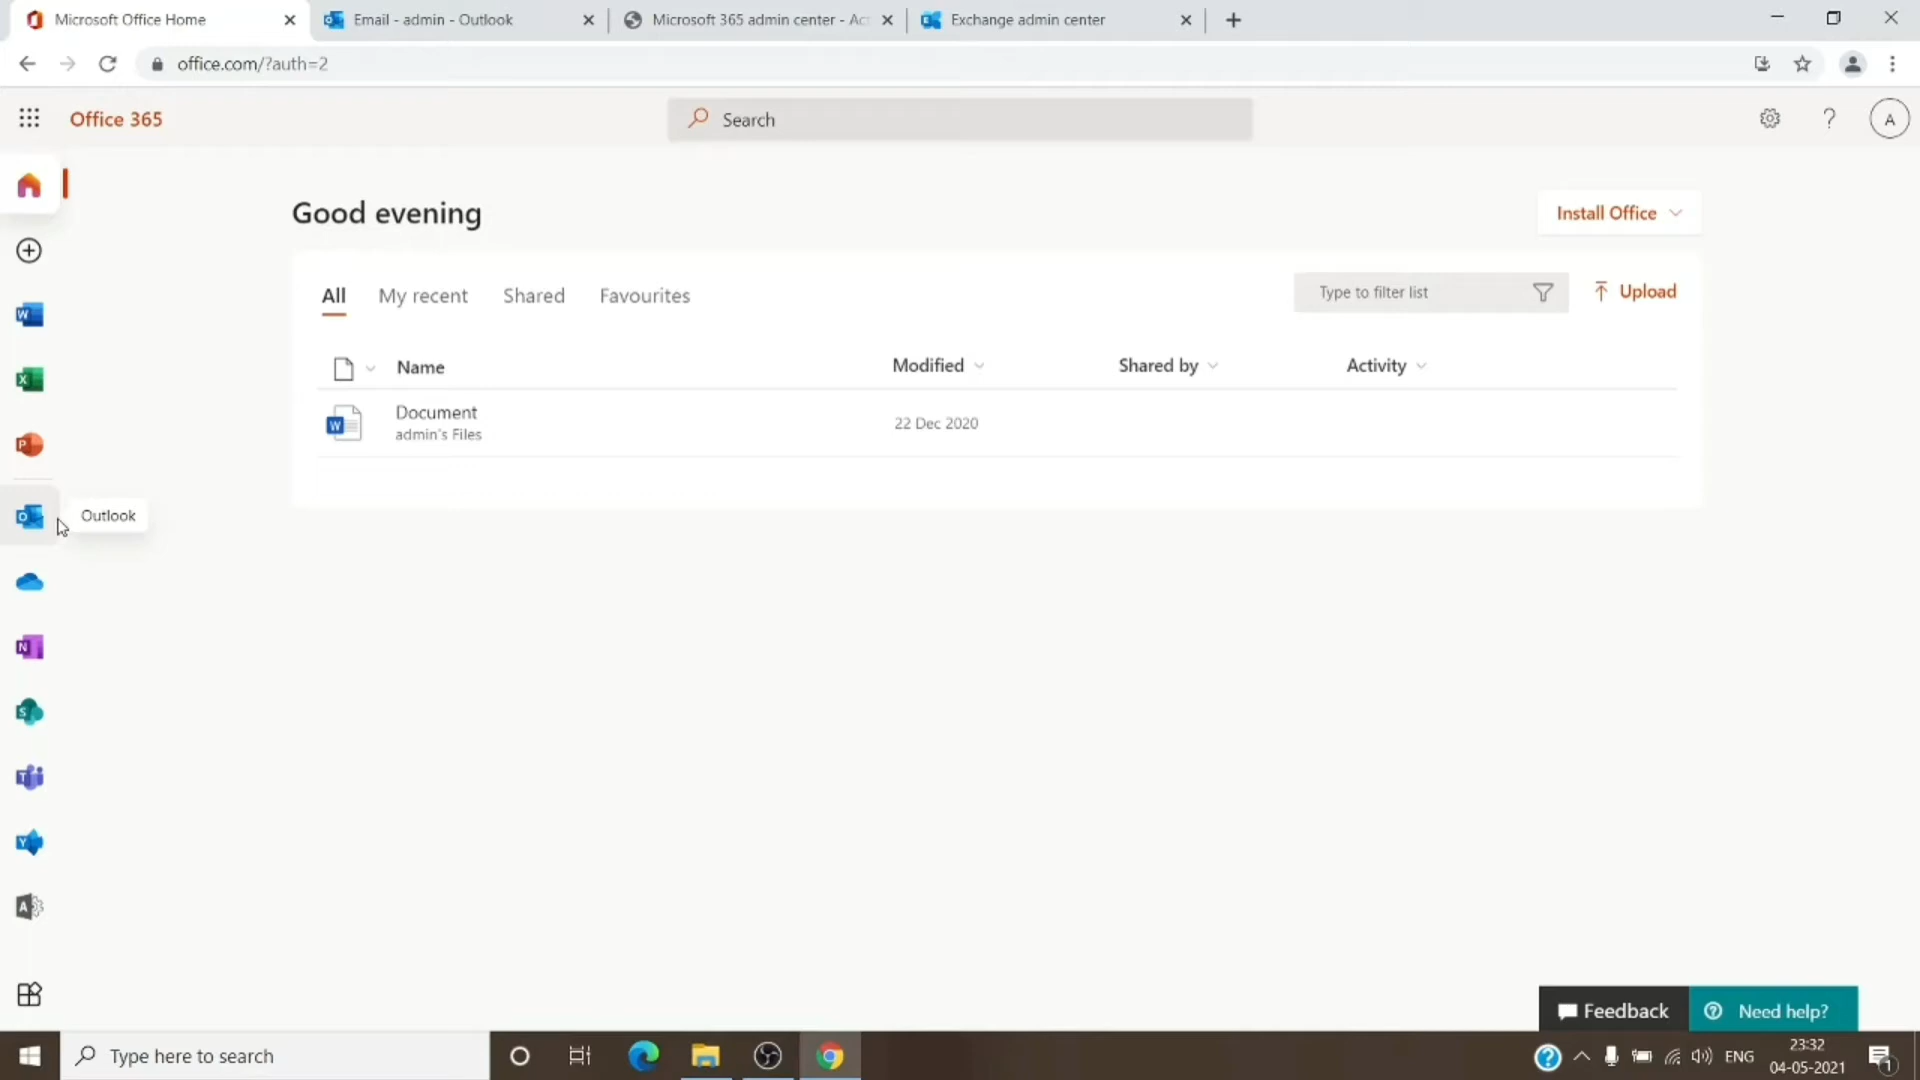 Microsoft Office Home
Email - admin - Outlook
Microsoft 365 admin center - Ac
Exchange admin center
office.com/?auth=2
Office 365
Search
A
Good evening
Install Office
All
My recent
Shared
Favourites
Type to filter list
Upload
Name
Modified
Shared by
Activity
Document
admin's Files
22 Dec 2020
Outlook
Feedback
Need help?
Type here to search
ENG
23:32
04-05-2021
1